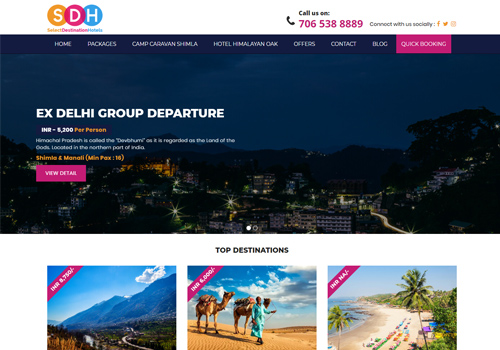 SDH
SelectDestinationHotels
Call us on:
706 538 8889
Connect with us socially :
HOME PACKAGES CAMP CARAVAN SHIMLA HOTEL HIMALAYAN OAK OFFERS CONTACT BLOG QUICK BOOKING
EX DELHI GROUP DEPARTURE
INR - 5,200 Per Person
Himachal Pradesh is called the "Devbhumi" as it is regarded as the Land of the
Gods. Located in the northern part of India.
Shimla & Manali (Min Pax : 16)
VIEW DETAIL
TOP DESTINATIONS
INR 5,750/-
INR 6,000/-
INR NA/-